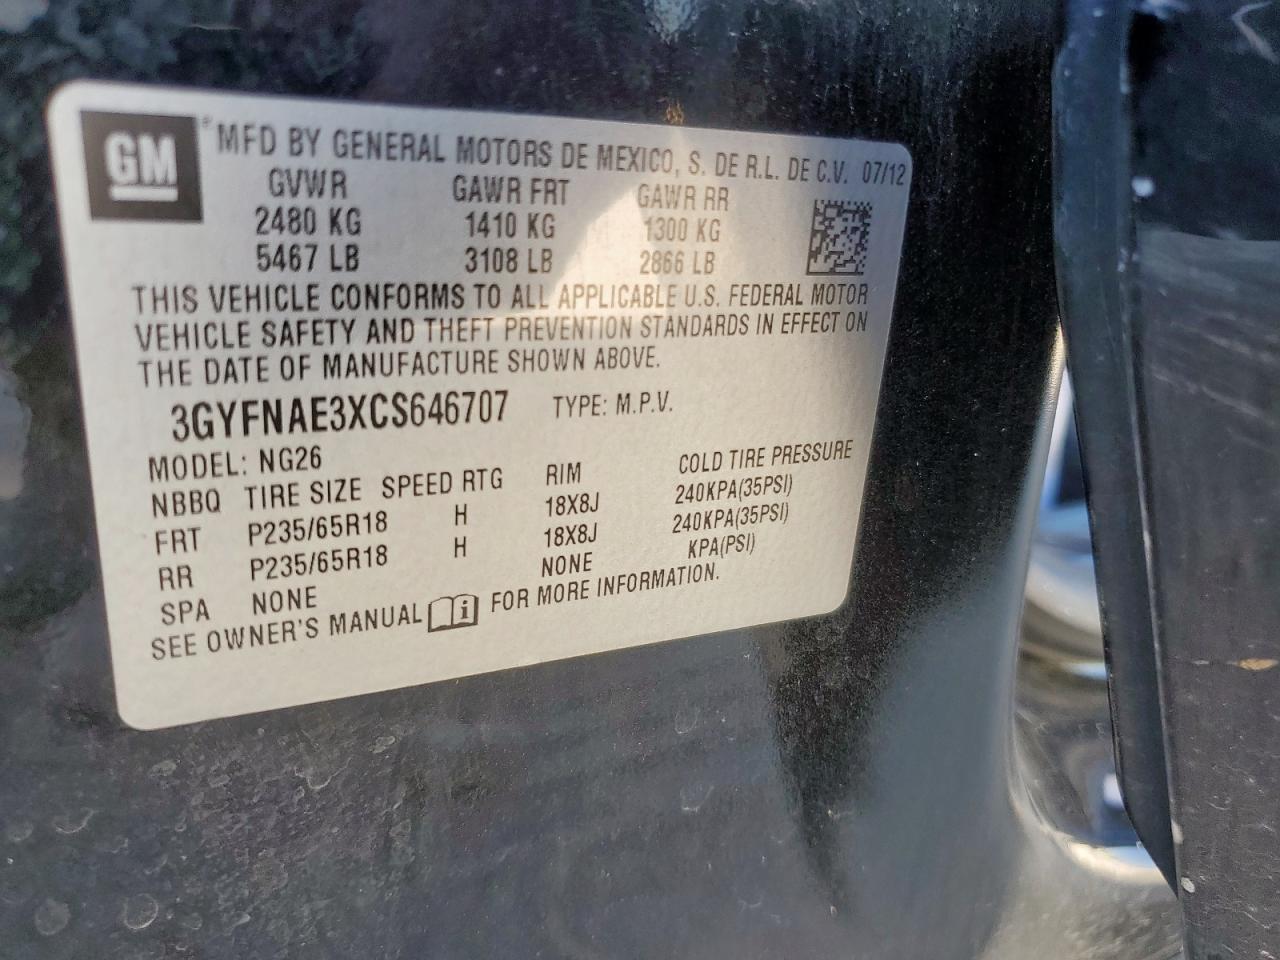 GM
® MFD BY GENERAL MOTORS DE MEXICO, S. DE R.L. DE C.V. 07/12
GVWR GAWR FRT GAWR RR
2480 KG 1410 KG 1300 KG
5467 LB 3108 LB 2866 LB
THIS VEHICLE CONFORMS TO ALL APPLICABLE U.S. FEDERAL MOTOR
VEHICLE SAFETY AND THEFT PREVENTION STANDARDS IN EFFECT ON
THE DATE OF MANUFACTURE SHOWN ABOVE.
3GYFNAE3XCS646707 TYPE: M.P.V.
MODEL: NG26
NBBQ TIRE SIZE SPEED RTG RIM COLD TIRE PRESSURE
FRT P235/65R18 H 18X8J 240KPA(35PSI)
RR P235/65R18 H 18X8J 240KPA(35PSI)
SPA NONE NONE KPA(PSI)
SEE OWNER'S MANUAL i FOR MORE INFORMATION.